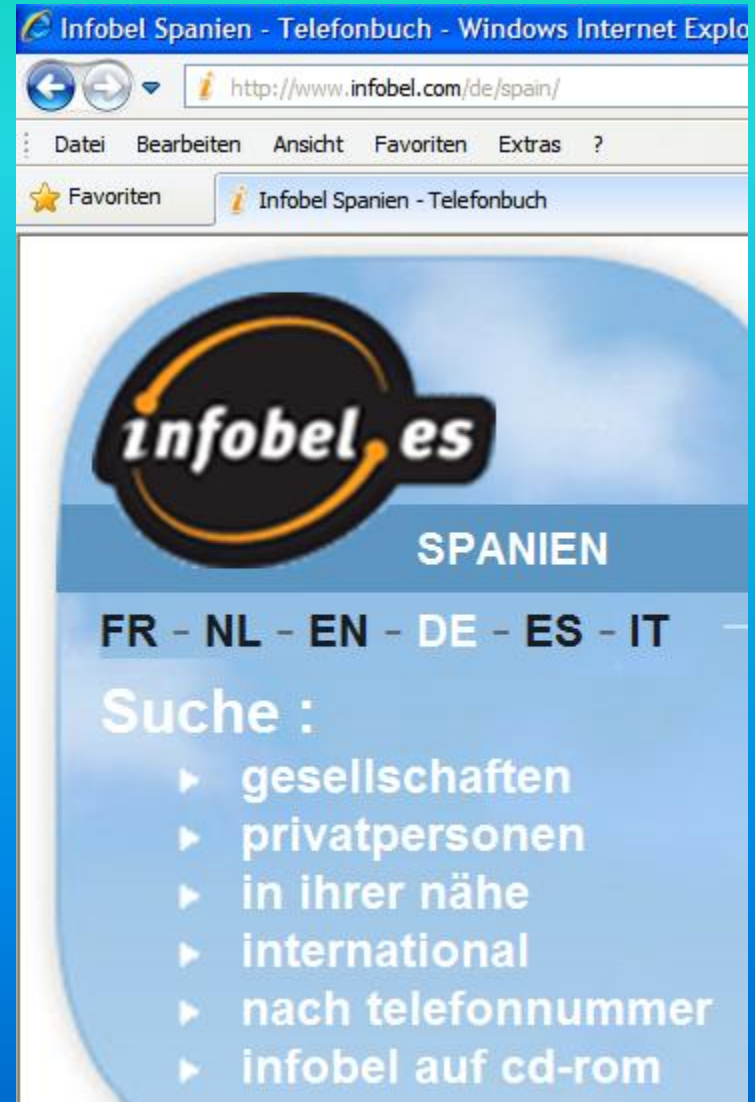 Infobel Spanien - Telefonbuch - Windows Internet Explo
http://www.infobel.com/de/spain/
Datei Bearbeiten Ansicht Favoriten Extras ?
Favoriten Infobel Spanien - Telefonbuch
infobel.es
SPANIEN
FR - NL - EN - DE - ES - IT
Suche :
gesellschaften
privatpersonen
in ihrer nähe
international
nach telefonnummer
infobel auf cd-rom